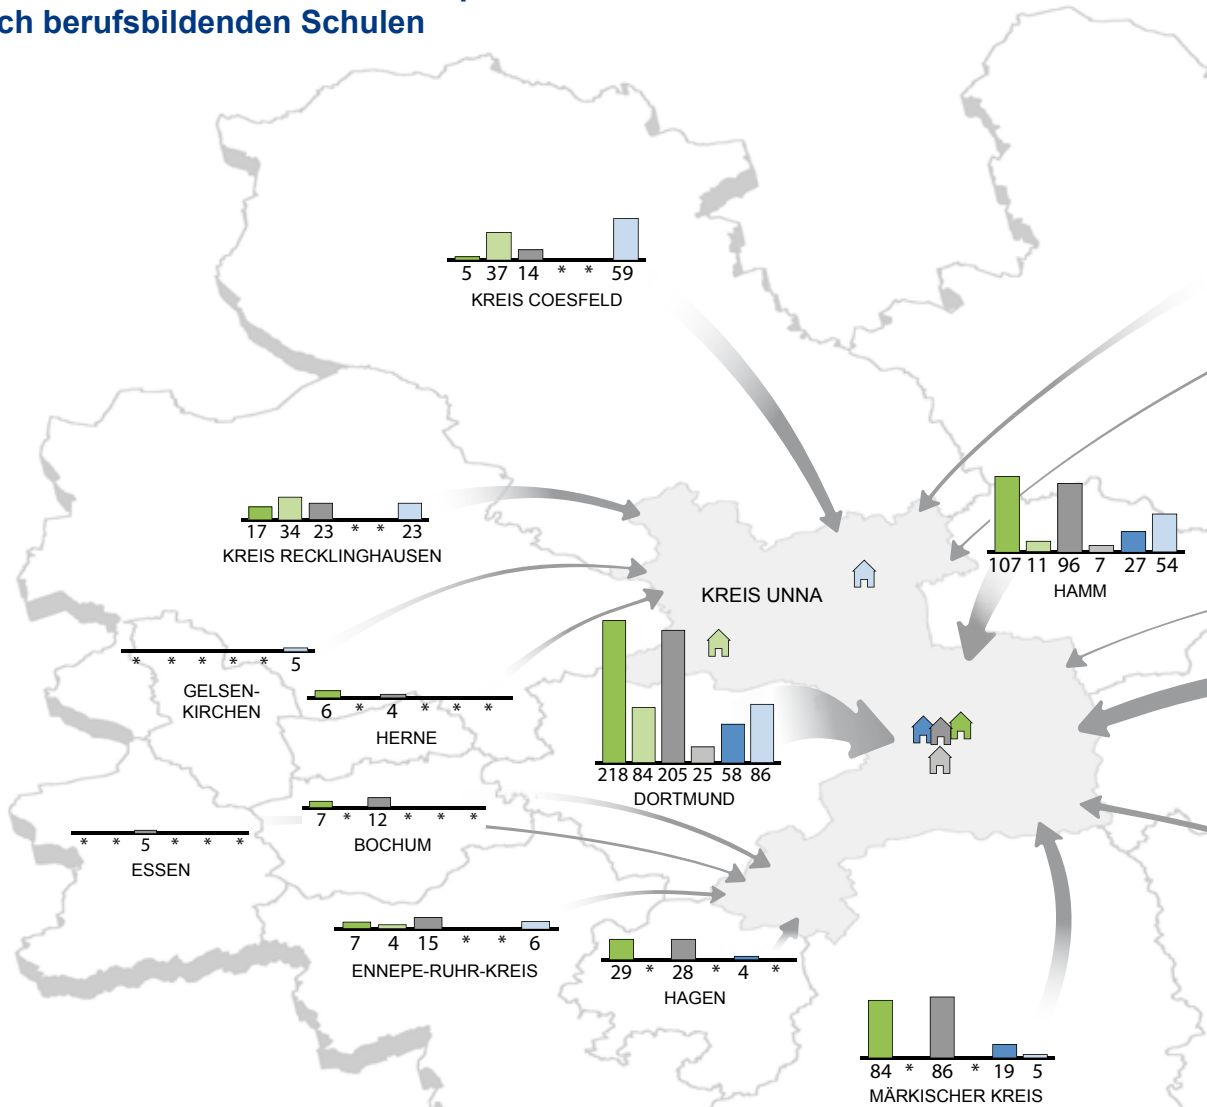 ch berufsbildenden Schulen
5 37 14 * * 59
KREIS COESFELD
17 34 23 * * 23
KREIS RECKLINGHAUSEN
107 11 96 7 27 54
HAMM
KREIS UNNA
* * * * * 5
GELSEN-
KIRCHEN
6 * 4 * * *
HERNE
218 84 205 25 58 86
DORTMUND
7 * 12 * * *
BOCHUM
* * 5 * * *
ESSEN
7 4 15 * * 6
ENNEPE-RUHR-KREIS
29 * 28 * 4 *
HAGEN
84 * 86 * 19 5
MÄRKISCHER KREIS